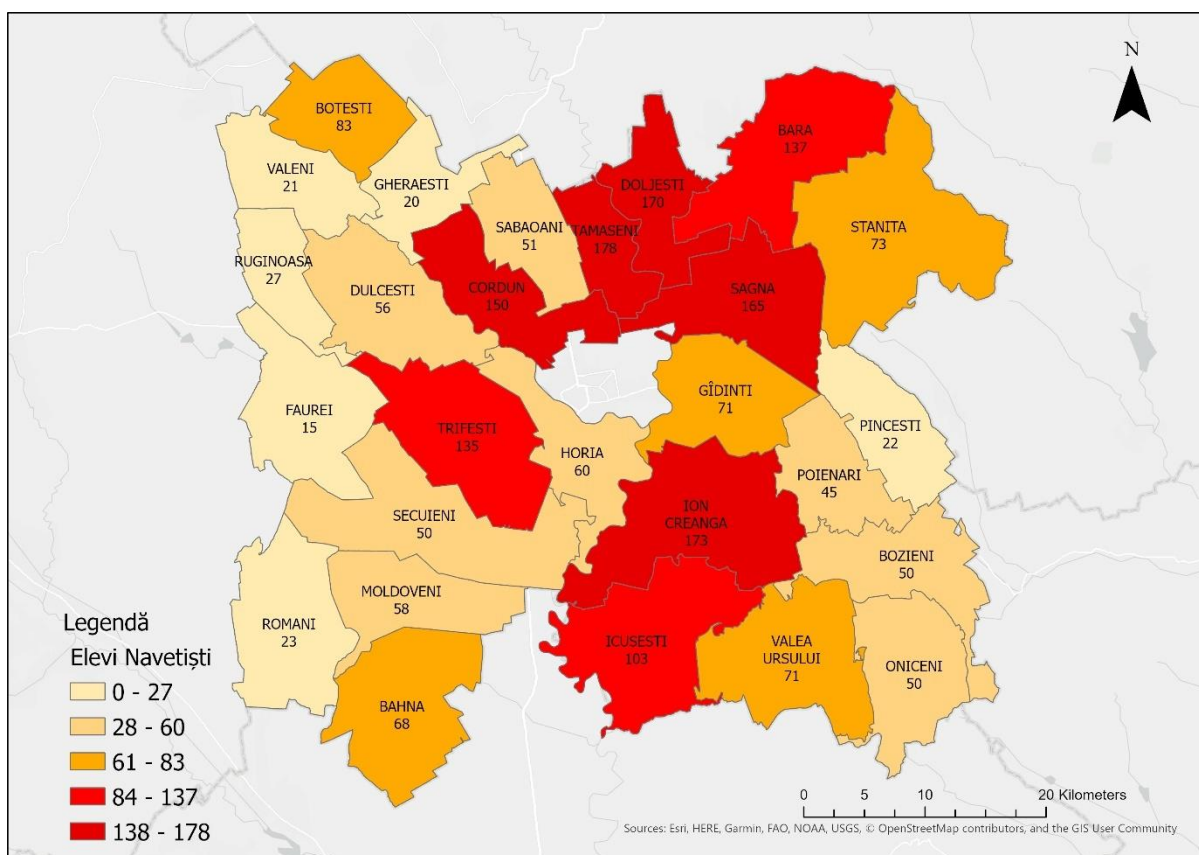 N
BOTESTI
83
BARA
137
VALENI
21
GHERAESTI
20
DOLJESTI
170
SABAOANI
51
TAMASENI
178
STANITA
73
RUGINOASA
27
DULCESTI
56
CORDUN
150
SAGNA
165
GÎDINTI
71
FAUREI
15
TRIFESTI
135
PINCESTI
22
HORIA
60
POIENARI
45
ION
CREANGA
173
SECUIENI
50
BOZIENI
50
MOLDOVENI
58
ROMANI
23
ICUSESTI
103
VALEA
URSULUI
71
ONICENI
50
BAHNA
68
Legendă
Elevi Navetiști
0 - 27
28 - 60
61 - 83
84 - 137
138 - 178
0 5 10 20 Kilometers
Sources: Esri, HERE, Garmin, FAO, NOAA, USGS, © OpenStreetMap contributors, and the GIS User Community